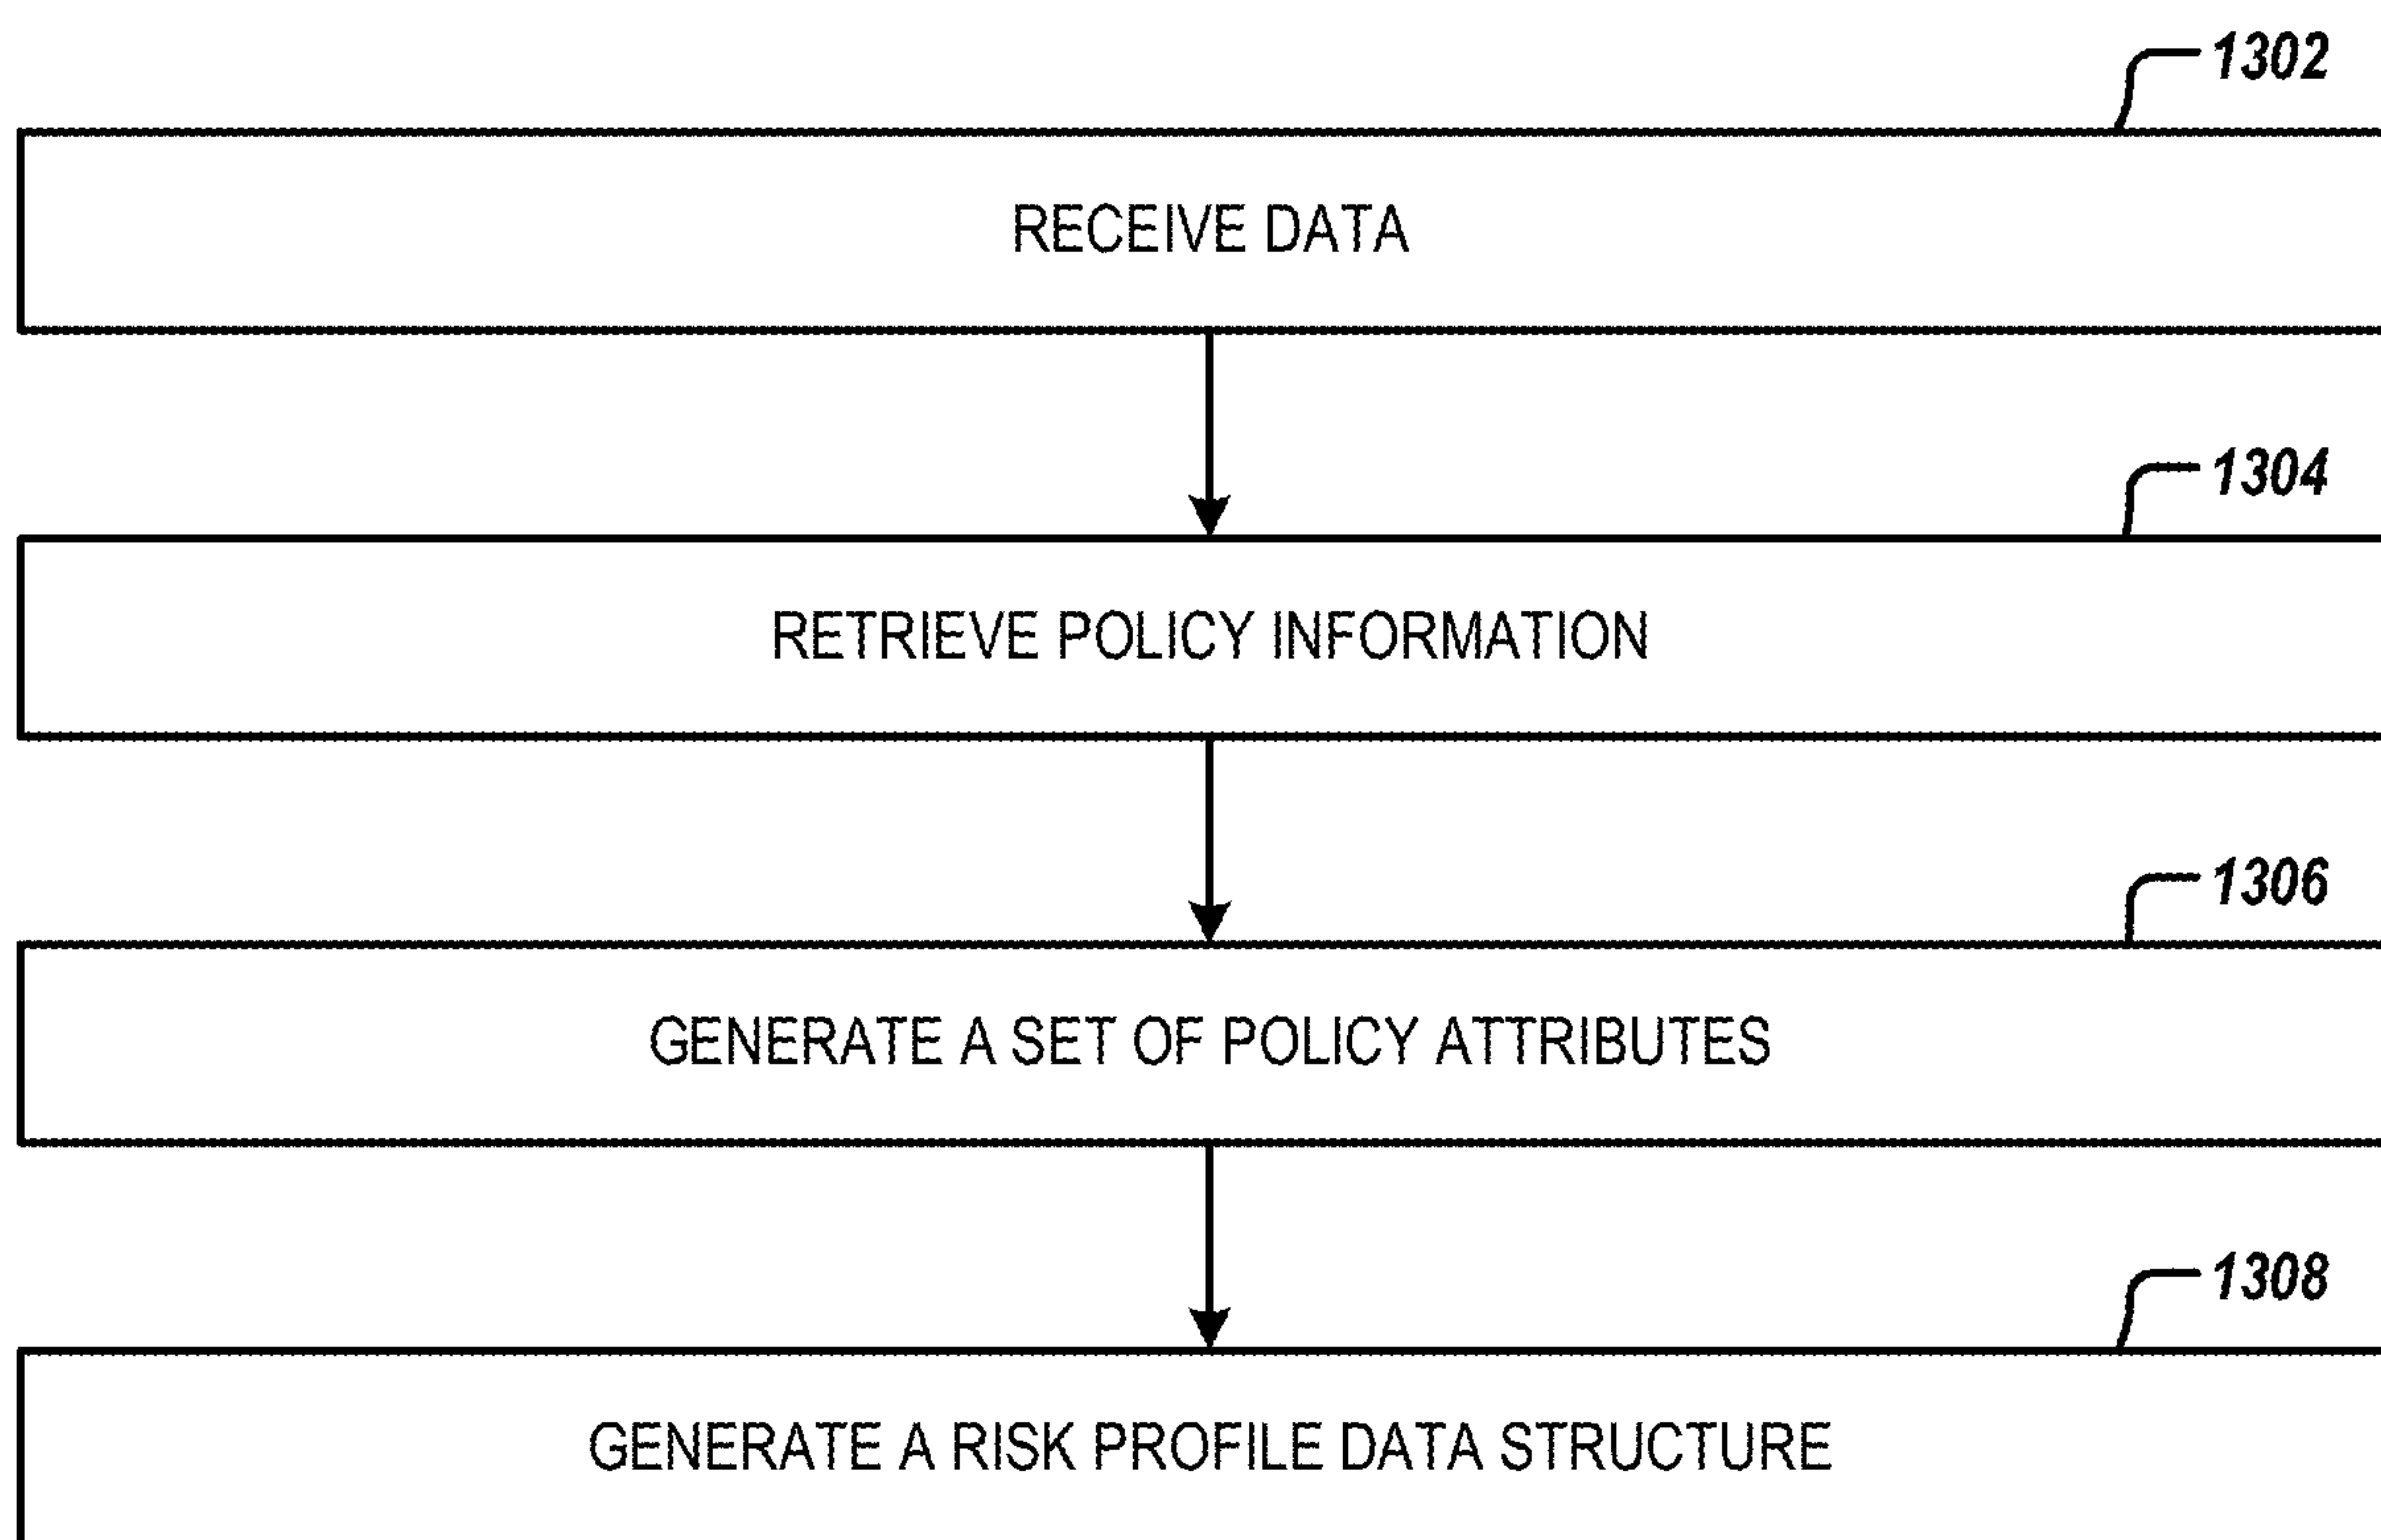 1302
RECEIVE DATA
1304
RETRIEVE POLICY INFORMATION
1306
GENERATE A SET OF POLICY ATTRIBUTES
1308
GENERATE A RISK PROFILE DATA STRUCTURE